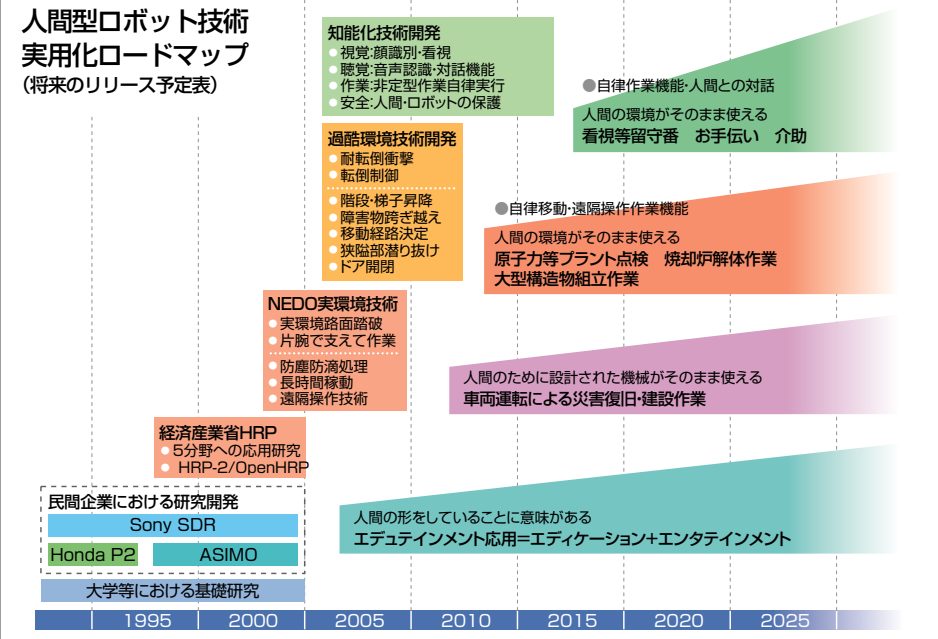 人間型ロボット技術
実用化ロードマップ
（将来のリリース予定表）
知能化技術開発
●視覚:顔識別・看視
●聴覚:音声認識・対話機能
●作業:非定型作業自律実行
●安全:人間・ロボットの保護
●自律作業機能・人間との対話
人間の環境がそのまま使える
看視等留守番　お手伝い　介助
過酷環境技術開発
●耐転倒衝撃
●転倒制御
●階段・梯子昇降
●障害物跨ぎ越え
●移動経路決定
●狭隘部潜り抜け
●ドア開閉
●自律移動・遠隔操作作業機能
人間の環境がそのまま使える
原子力等プラント点検　焼却炉解体作業
大型構造物組立作業
NEDO実環境技術
●実環境路面踏破
●片腕で支えて作業
●防塵防滴処理
●長時間稼動
●遠隔操作技術
人間のために設計された機械がそのまま使える
車両運転による災害復旧・建設作業
経済産業省HRP
●5分野への応用研究
●HRP-2/OpenHRP
民間企業における研究開発
Sony SDR
Honda P2
ASIMO
人間の形をしていることに意味がある
エデュテインメント応用＝エディケーション＋エンタテインメント
大学等における基礎研究
1995
2000
2005
2010
2015
2020
2025